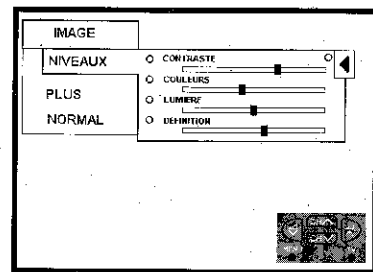 IMAGE
NIVEAUX
CONTRASTE
COULEURS
LUMIERE
DEFINITION
PLUS
NORMAL